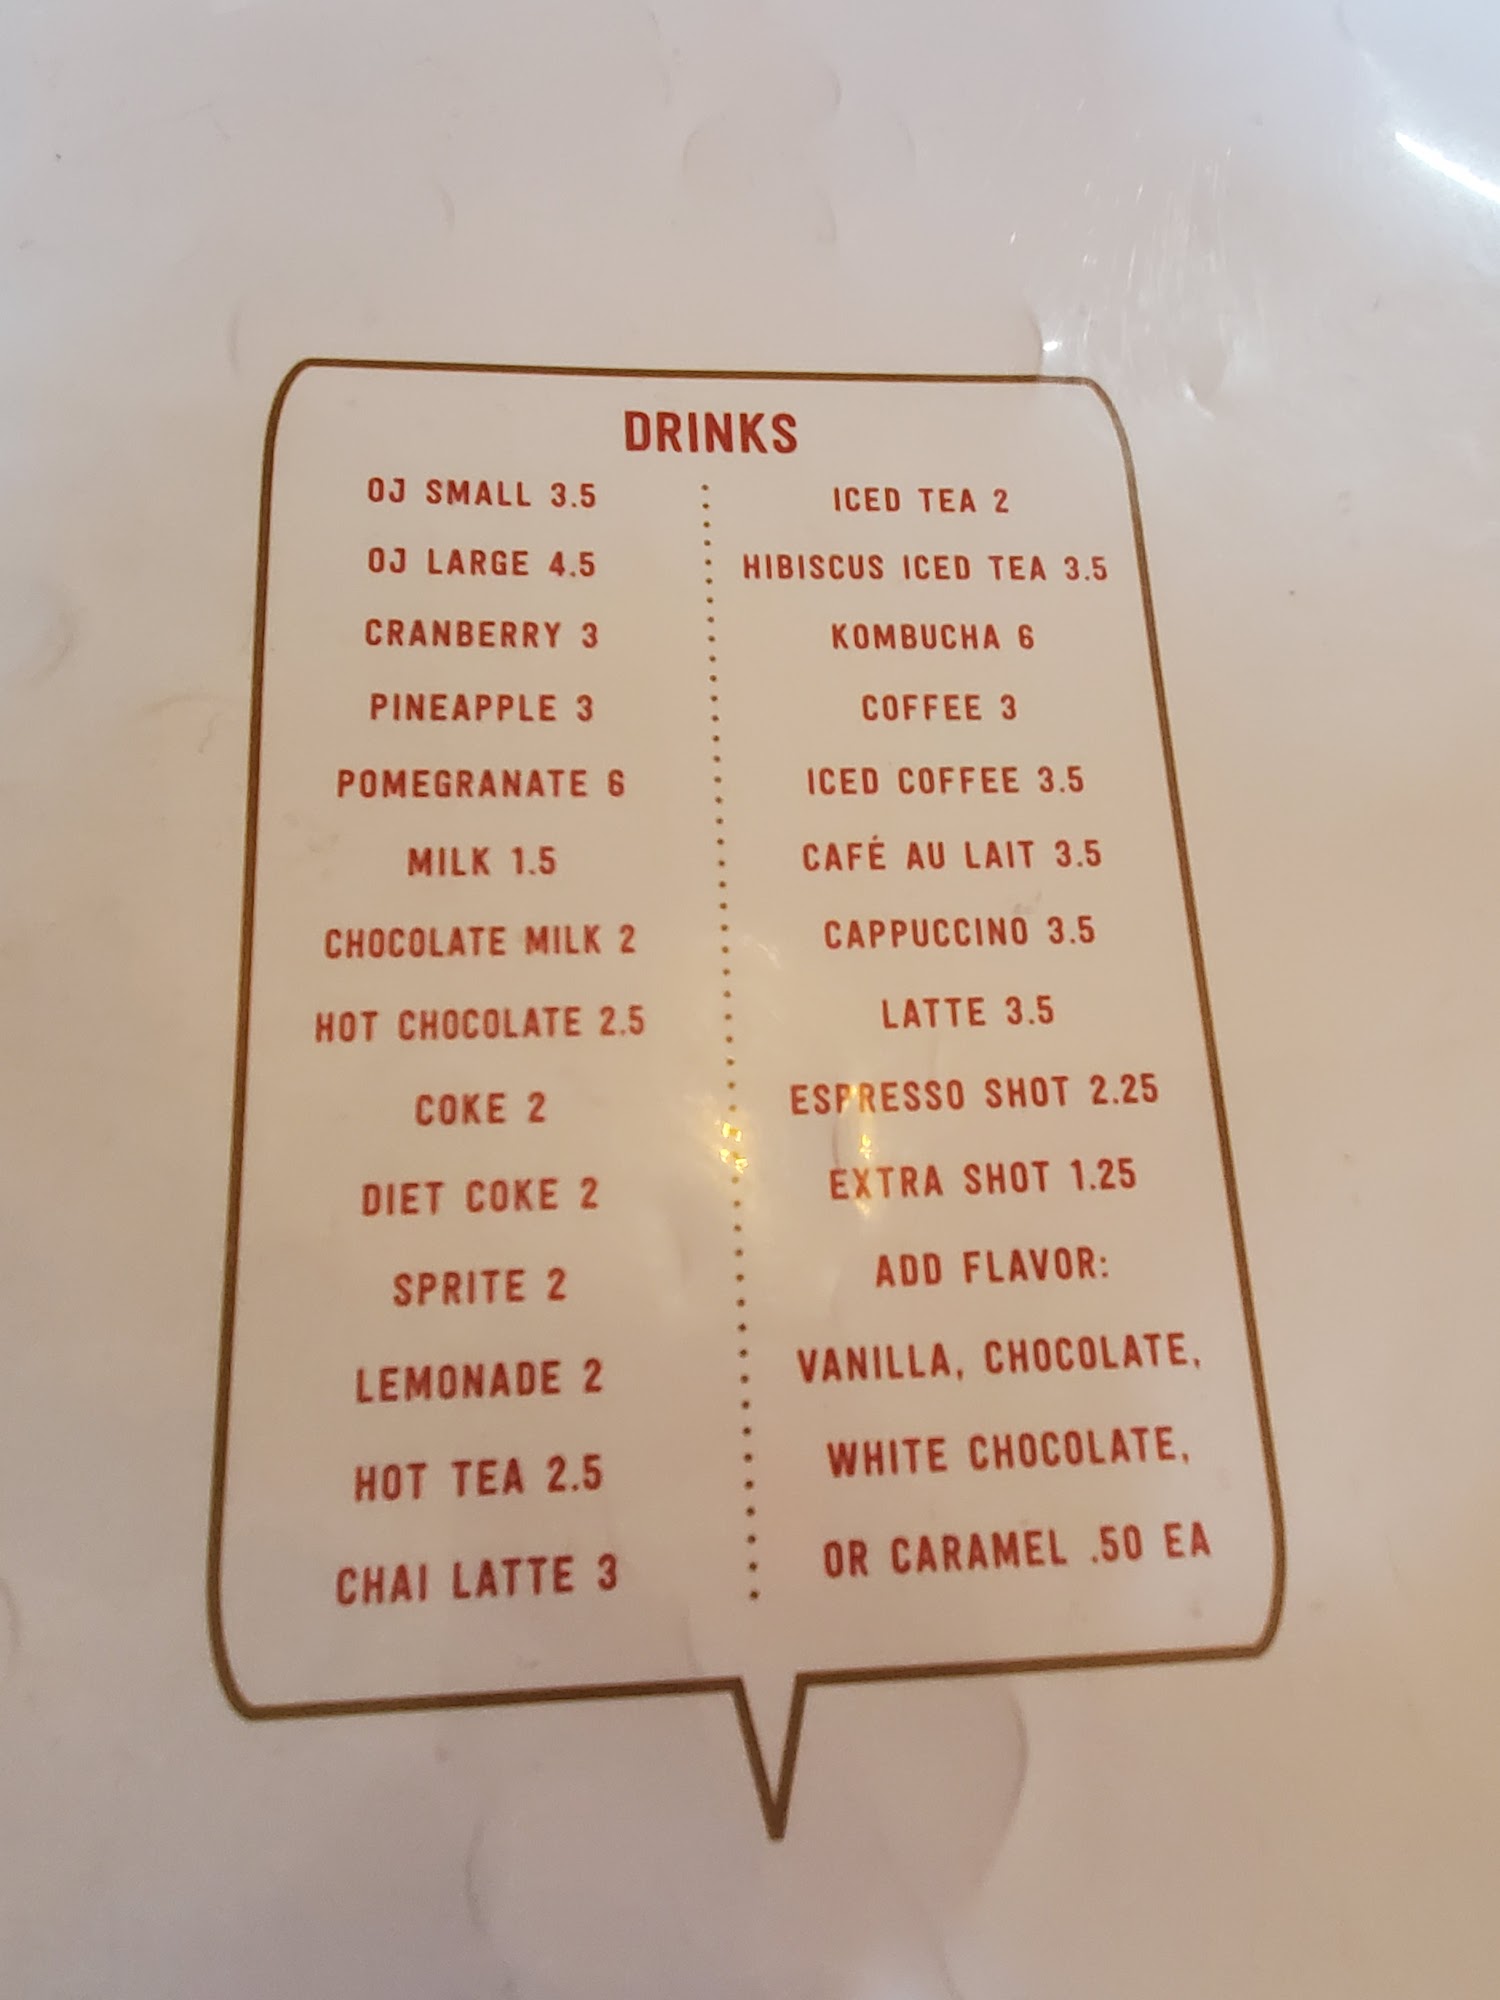 DRINKS
OJ SMALL 3.5
OJ LARGE 4.5
CRANBERRY 3
PINEAPPLE 3
POMEGRANATE 6
MILK 1.5
CHOCOLATE MILK 2
HOT CHOCOLATE 2.5
COKE 2
DIET COKE 2
SPRITE 2
LEMONADE 2
HOT TEA 2.5
CHAI LATTE 3
ICED TEA 2
HIBISCUS ICED TEA 3.5
KOMBUCHA 6
COFFEE 3
ICED COFFEE 3.5
CAFÉ AU LAIT 3.5
CAPPUCCINO 3.5
LATTE 3.5
ESPRESSO SHOT 2.25
EXTRA SHOT 1.25
ADD FLAVOR:
VANILLA, CHOCOLATE,
WHITE CHOCOLATE,
OR CARAMEL .50 EA